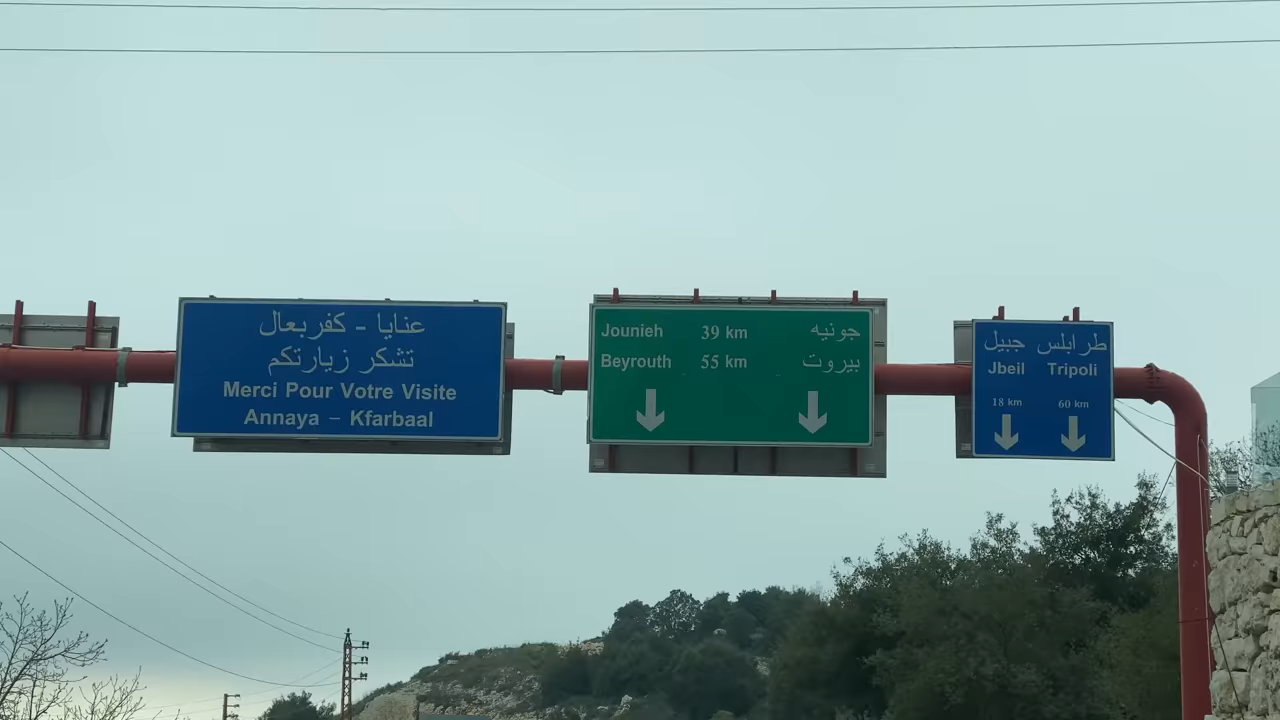 عنايا - كفربعال
تشكر زيارتكم
Merci Pour Votre Visite
Annaya – Kfarbaal
Jounieh 39 km جونيه
Beyrouth 55 km بيروت
جبيل طرابلس
Jbeil Tripoli
18 km 60 km